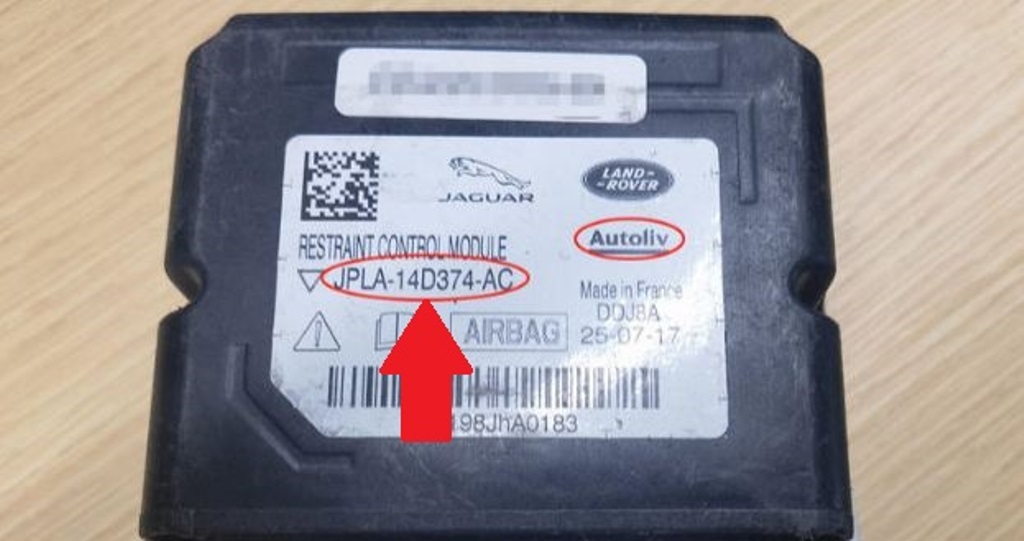 JAGUAR
LAND-
-ROVER
Autoliv
RESTRAINT CONTROL MODULE
JPLA-14D374-AC
Made in France
DDJ8A
AIRBAG
25-07-17
198JhA0183